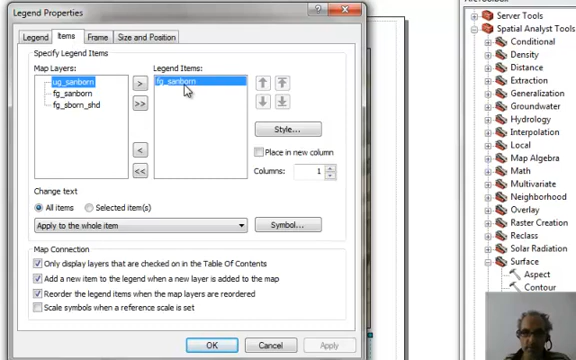 Legend Properties
Legend
Items
Frame
Size and Position
Specify Legend Items
Map Layers:
Legend Items:
ug_sanborn
fg_sanborn
fg_sborn_shd
fg_sanborn
>
>>
<
<<
Style...
Place in new column
Columns:
1
Change text
All items
Selected item(s)
Apply to the whole item
Symbol...
Map Connection
Only display layers that are checked on in the Table Of Contents
Add a new item to the legend when a new layer is added to the map
Reorder the legend items when the map layers are reordered
Scale symbols when a reference scale is set
OK
Cancel
Apply
Server Tools
Spatial Analyst Tools
Conditional
Density
Distance
Extraction
Generalization
Groundwater
Hydrology
Interpolation
Local
Map Algebra
Math
Multivariate
Neighborhood
Overlay
Raster Creation
Reclass
Solar Radiation
Surface
Aspect
Contour